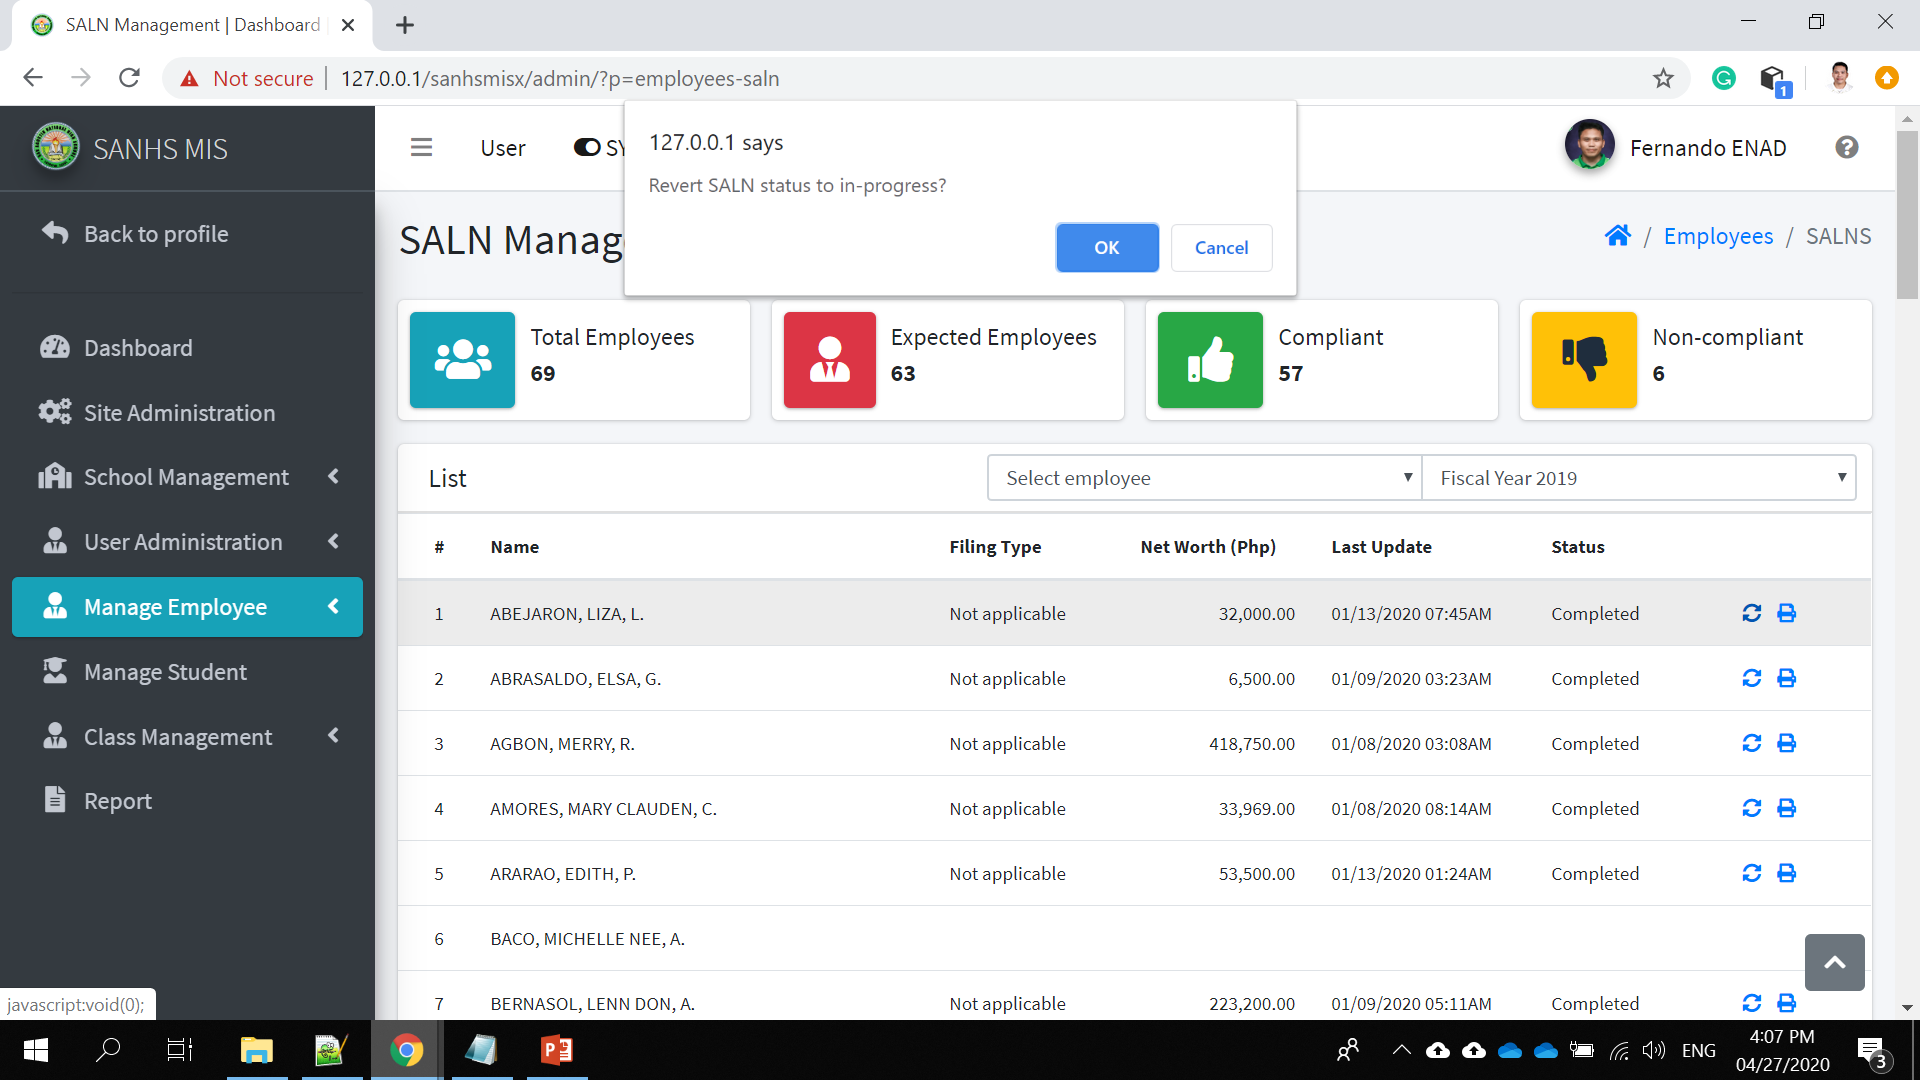 SALN Management | Dashboard
Not secure
127.0.0.1/sanhsmisx/admin/?p=employees-saln
1
SANHS MIS
User
SY
127.0.0.1 says
Revert SALN status to in-progress?
OK
Cancel
Fernando ENAD
Back to profile
SALN Manag
/ Employees / SALNS
Total Employees
69
Expected Employees
63
Compliant
57
Non-compliant
6
Dashboard
Site Administration
School Management
User Administration
Manage Employee
Manage Student
Class Management
Report
List
Select employee
Fiscal Year 2019
# Name Filing Type Net Worth (Php) Last Update Status
1 ABEJARON, LIZA, L. Not applicable 32,000.00 01/13/2020 07:45AM Completed
2 ABRASALDO, ELSA, G. Not applicable 6,500.00 01/09/2020 03:23AM Completed
3 AGBON, MERRY, R. Not applicable 418,750.00 01/08/2020 03:08AM Completed
4 AMORES, MARY CLAUDEN, C. Not applicable 33,969.00 01/08/2020 08:14AM Completed
5 ARARAO, EDITH, P. Not applicable 53,500.00 01/13/2020 01:24AM Completed
6 BACO, MICHELLE NEE, A.
7 BERNASOL, LENN DON, A. Not applicable 223,200.00 01/09/2020 05:11AM Completed
javascript:void(0);
ENG
4:07 PM
04/27/2020
3